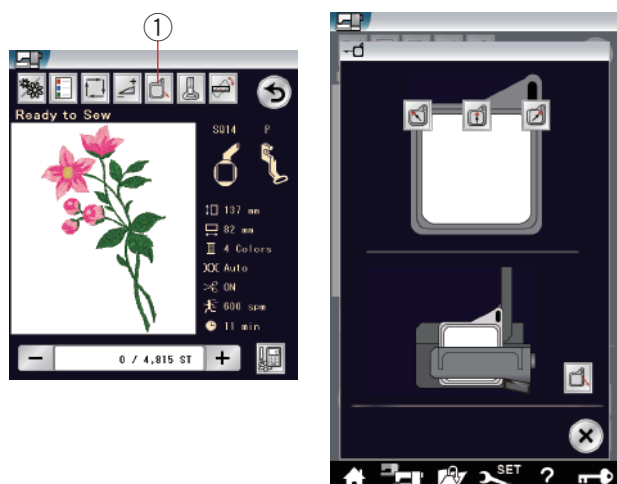 1
Ready to Sew
SQ14 P
137 mm
82 mm
4 Colors
Auto
ON
600 spm
11 min
0 / 4,815 ST
SET
?